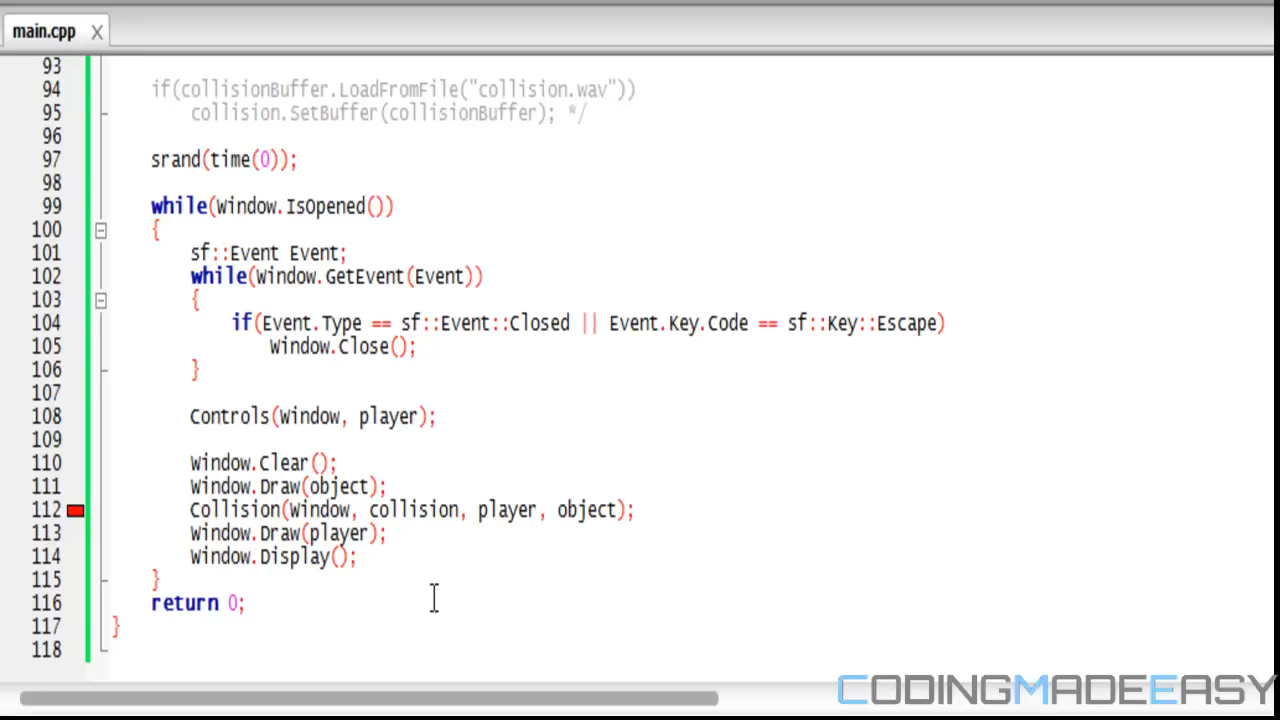 main.cpp X
93
94 if(collisionBuffer.LoadFromFile("collision.wav"))
95 collision.SetBuffer(collisionBuffer); */
96
97 srand(time(0));
98
99 while(Window.IsOpened())
100 {
101 sf::Event Event;
102 while(Window.GetEvent(Event))
103 {
104 if(Event.Type == sf::Event::Closed || Event.Key.Code == sf::Key::Escape)
105 Window.Close();
106 }
107
108 Controls(Window, player);
109
110 Window.Clear();
111 Window.Draw(object);
112 Collision(Window, collision, player, object);
113 Window.Draw(player);
114 Window.Display();
115 }
116 return 0;
117 }
118
CODINGMADEEASY